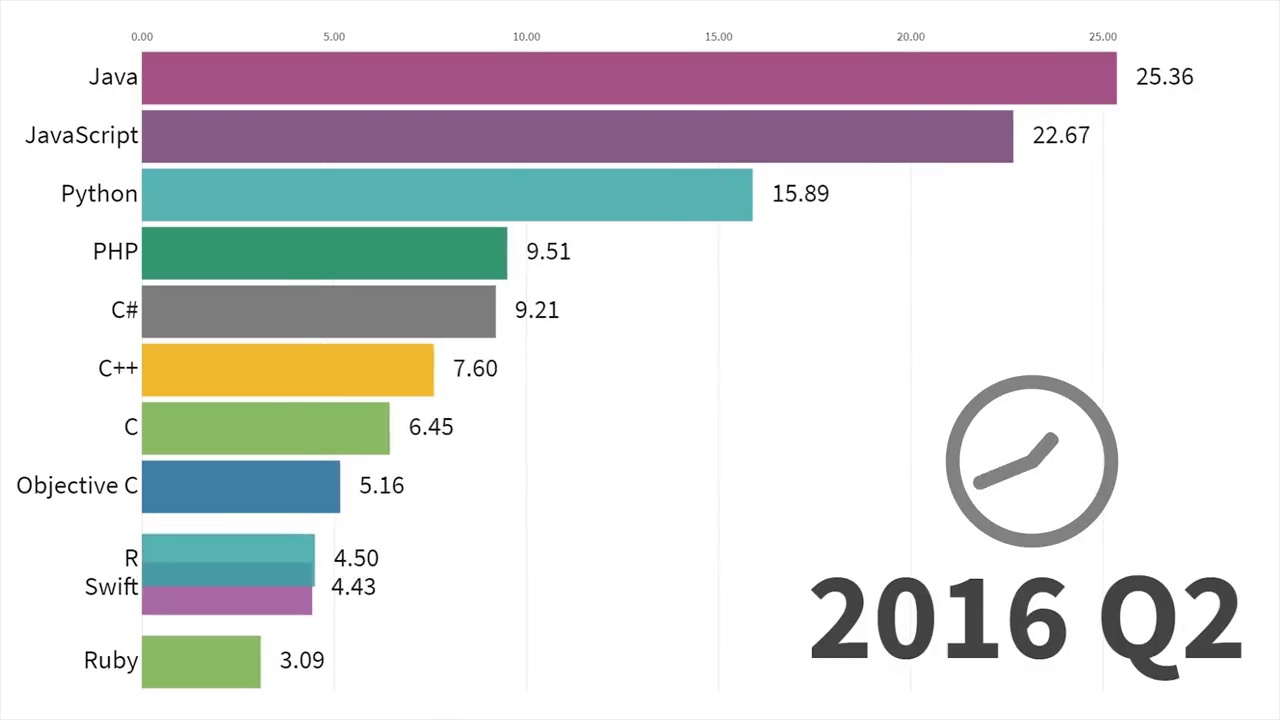 0.00 5.00 10.00 15.00 20.00 25.00
Java 25.36
JavaScript 22.67
Python 15.89
PHP 9.51
C# 9.21
C++ 7.60
C 6.45
Objective C 5.16
R 4.50
Swift 4.43
Ruby 3.09
2016 Q2